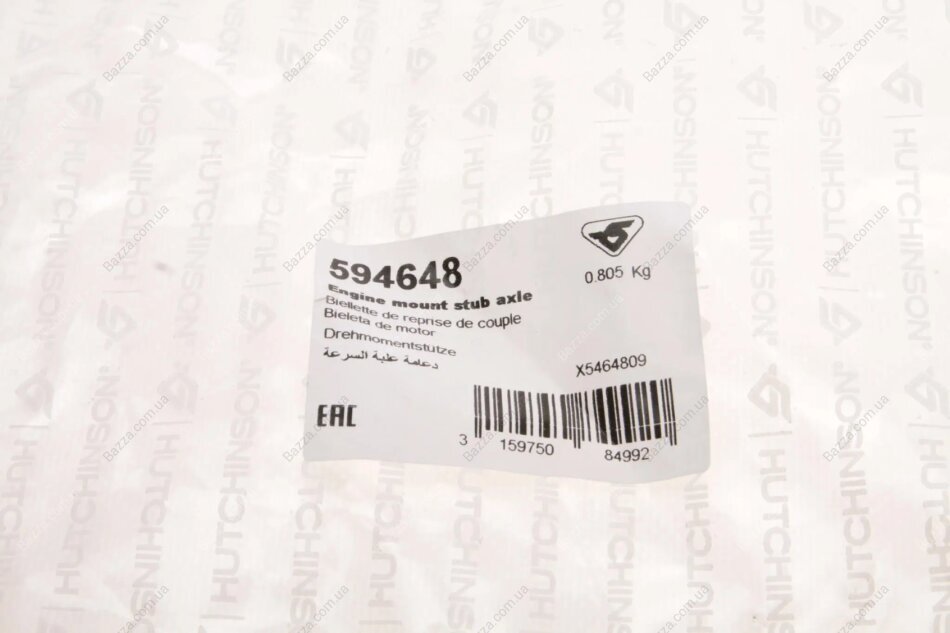 594648
Engine mount stub axle
Biellette de reprise de couple
Bieleta de motor
Drehmomentstütze
دعامة علبة السرعة
EAC
0.805 Kg
X5464809
3 159750 84992
HUTCHINSON
Bazza.com.ua